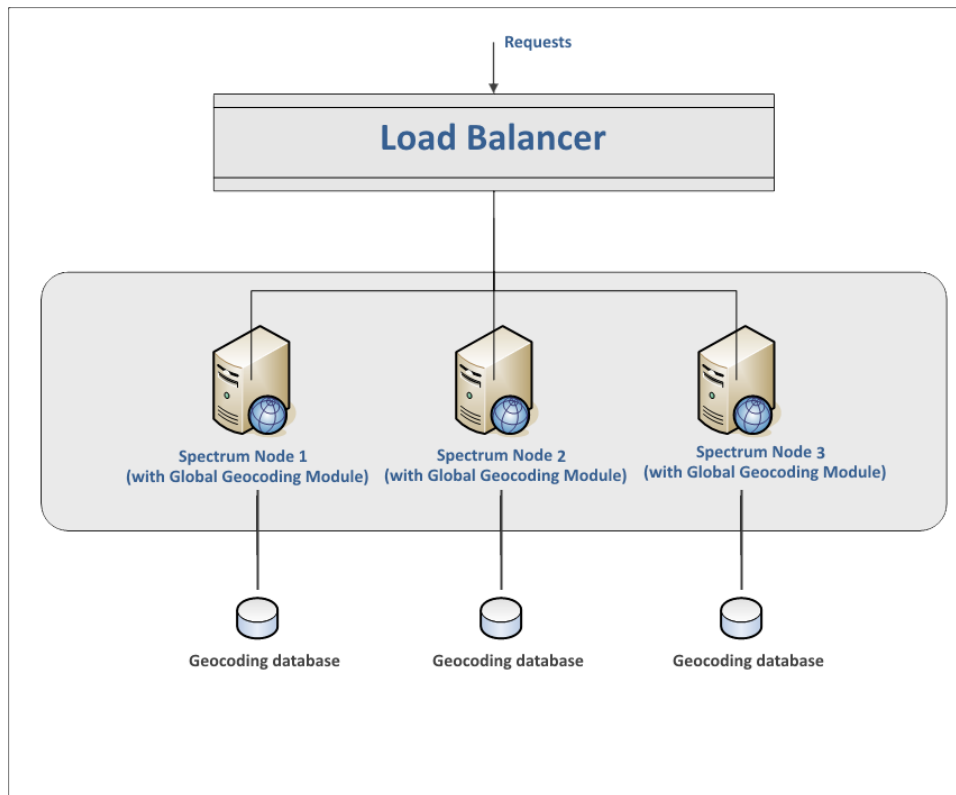 Requests
Load Balancer
Spectrum Node 1
(with Global Geocoding Module)
Spectrum Node 2
(with Global Geocoding Module)
Spectrum Node 3
(with Global Geocoding Module)
Geocoding database
Geocoding database
Geocoding database